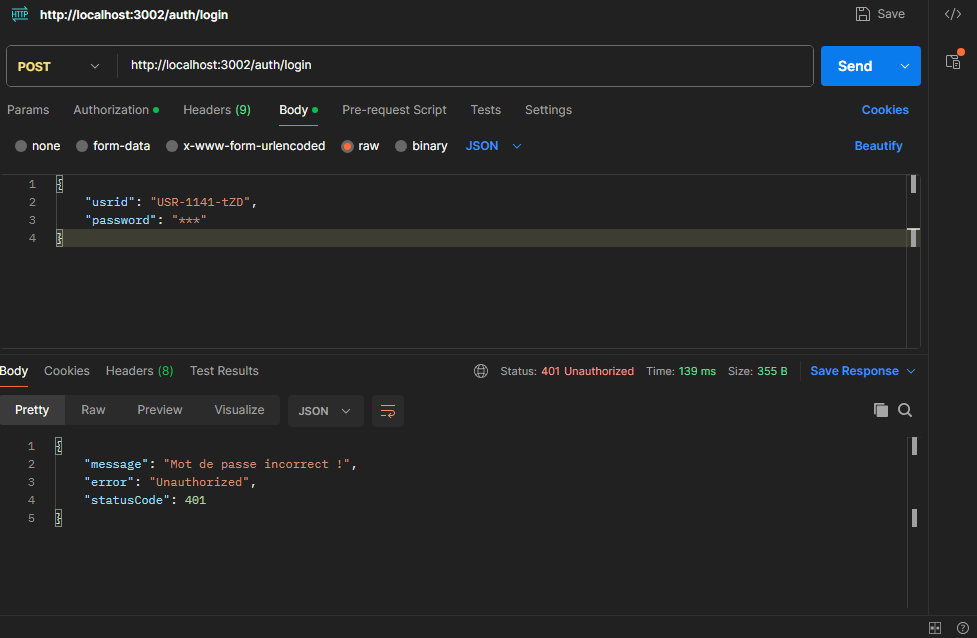 HTTP http://localhost:3002/auth/login Save </>
POST http://localhost:3002/auth/login Send
Params Authorization Headers (9) Body Pre-request Script Tests Settings Cookies
none form-data x-www-form-urlencoded raw binary JSON Beautify
1 {
2 "usrid": "USR-1141-tZD",
3 "password": "***"
4 }
Body Cookies Headers (8) Test Results Status: 401 Unauthorized Time: 139 ms Size: 355 B Save Response
Pretty Raw Preview Visualize JSON
1 {
2 "message": "Mot de passe incorrect !",
3 "error": "Unauthorized",
4 "statusCode": 401
5 }